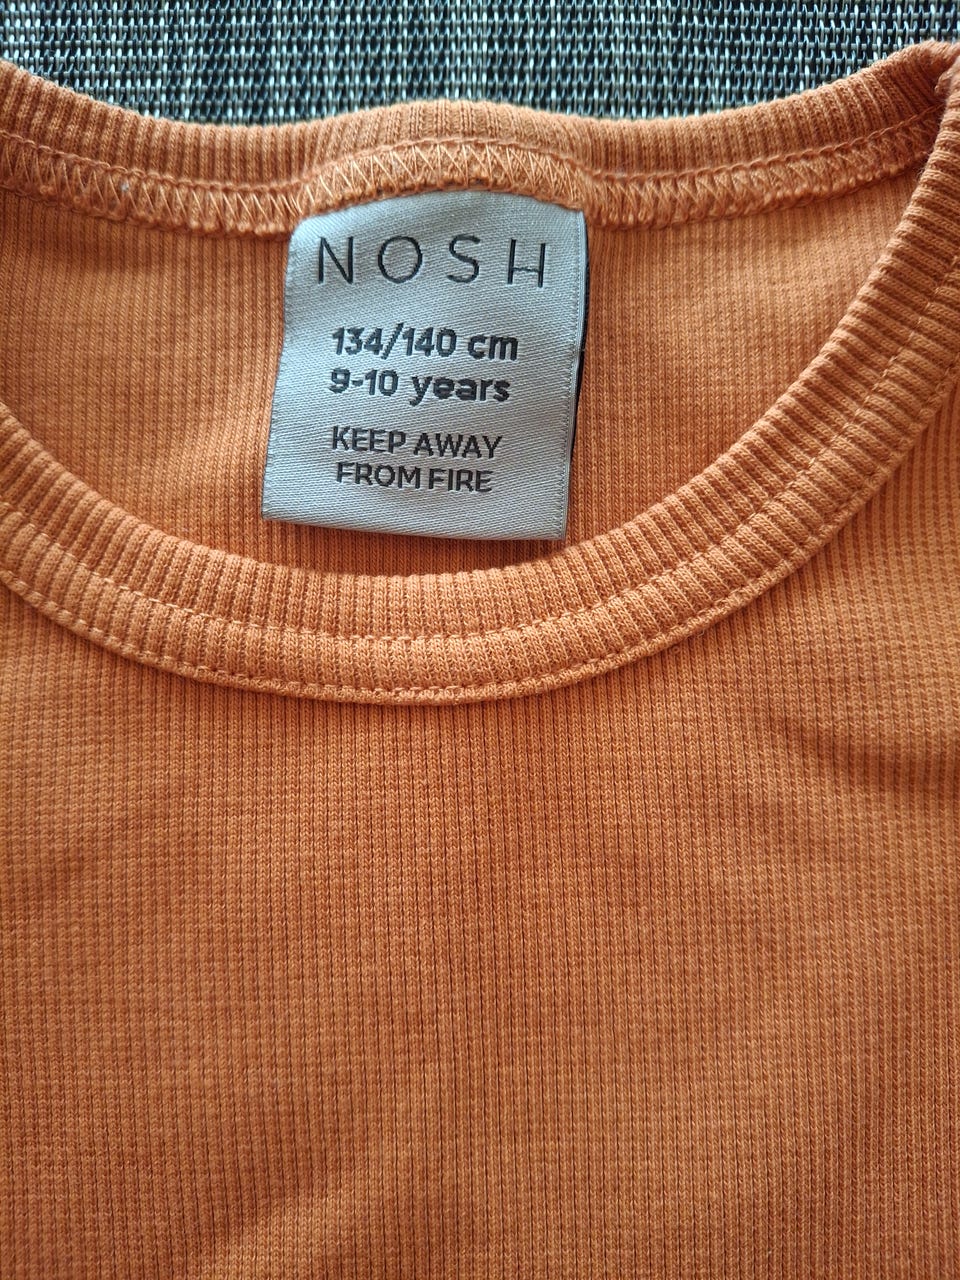 NOSH
134/140 cm
9-10 years
KEEP AWAY
FROM FIRE